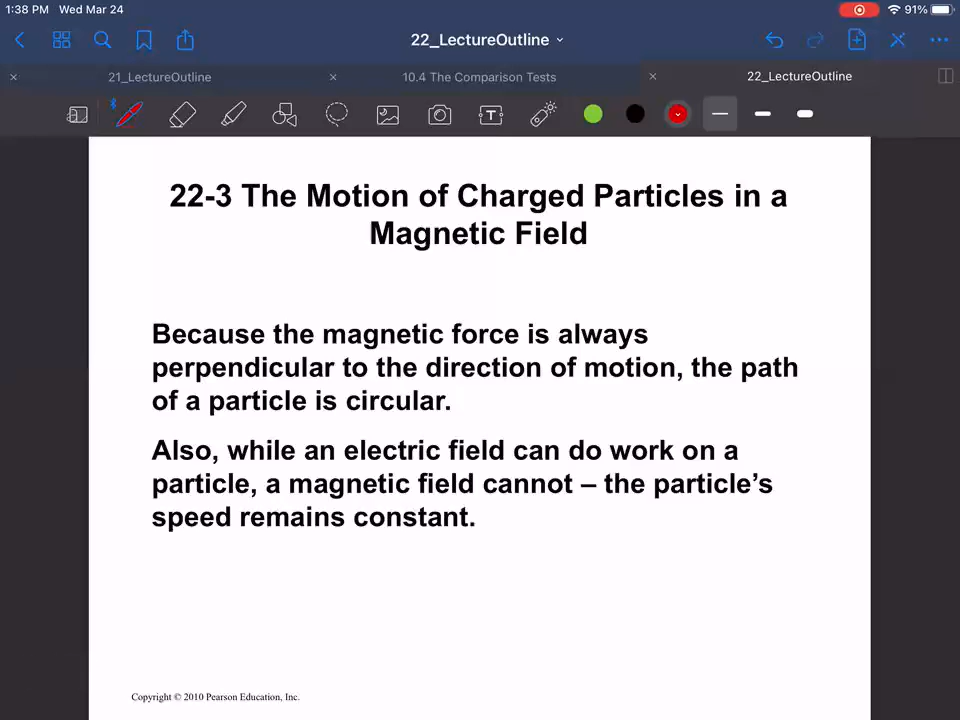 1:38 PM Wed Mar 24
91%
22_LectureOutline
21_LectureOutline
10.4 The Comparison Tests
22_LectureOutline
T
22-3 The Motion of Charged Particles in a
Magnetic Field
Because the magnetic force is always
perpendicular to the direction of motion, the path
of a particle is circular.
Also, while an electric field can do work on a
particle, a magnetic field cannot – the particle’s
speed remains constant.
Copyright © 2010 Pearson Education, Inc.